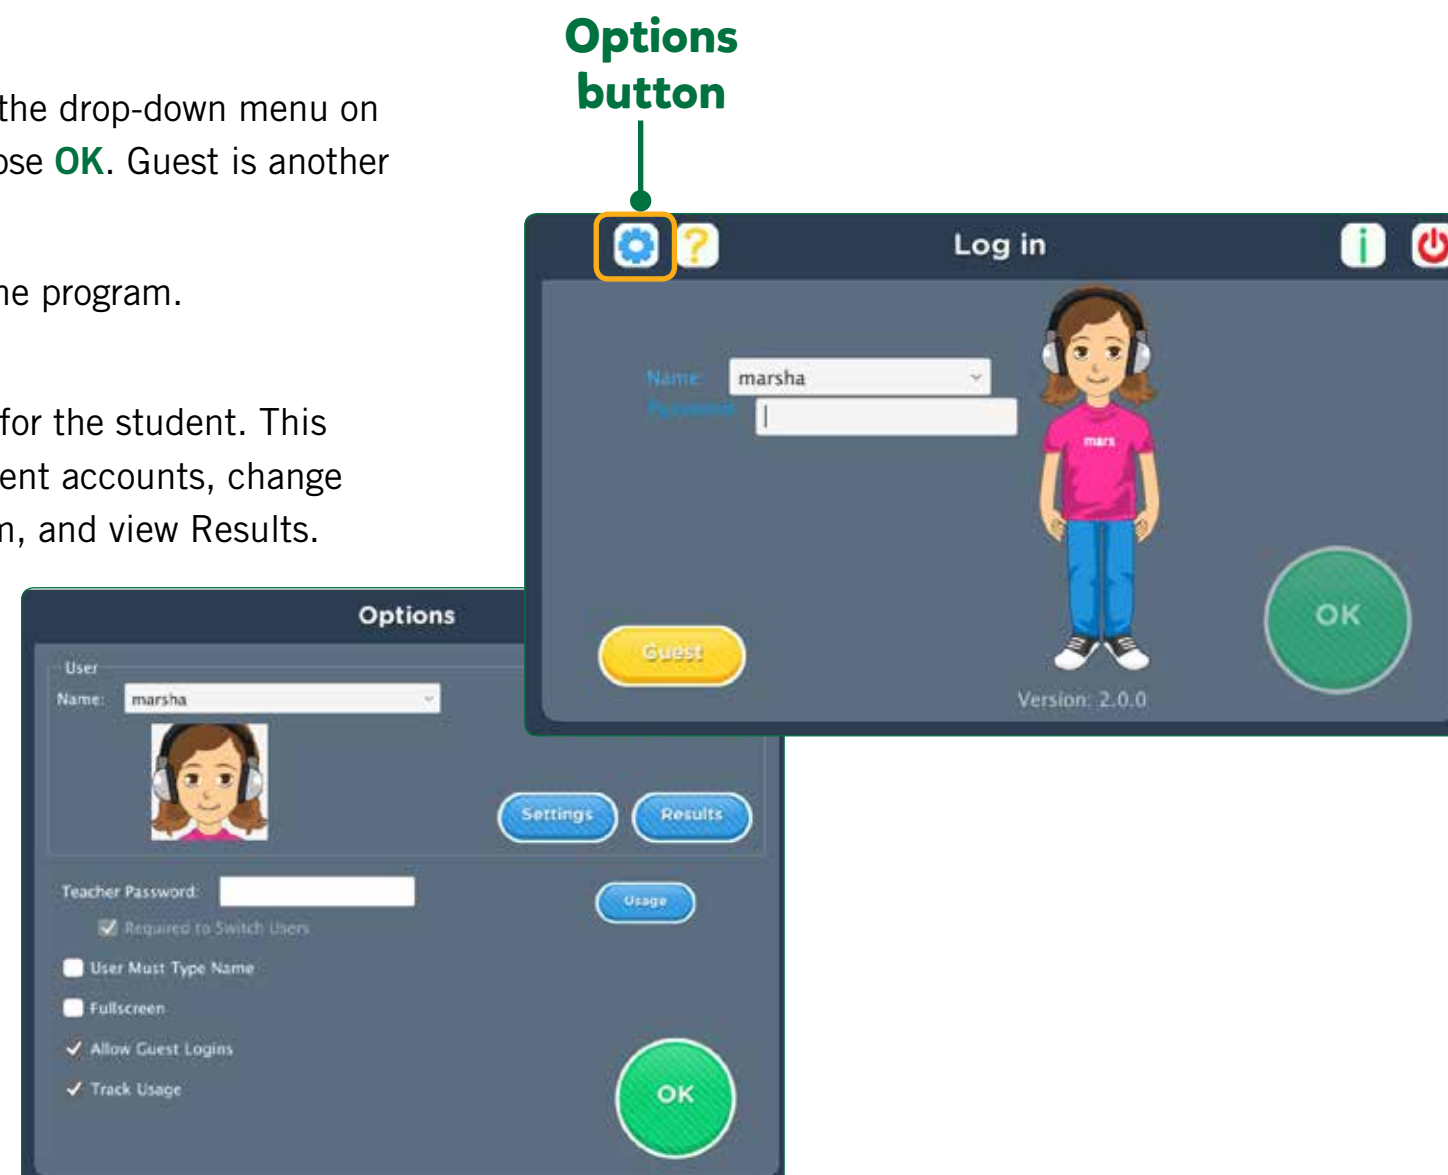 Options
button
the drop-down menu on
ose OK. Guest is another
ne program.
for the student. This
ent accounts, change
n, and view Results.
Log in
Name: marsha
Password:
mars
Guest
OK
Version: 2.0.0
Options
User
Name: marsha
Settings Results
Teacher Password: Usage
Required to Switch Users
User Must Type Name
Fullscreen
Allow Guest Logins
Track Usage
OK